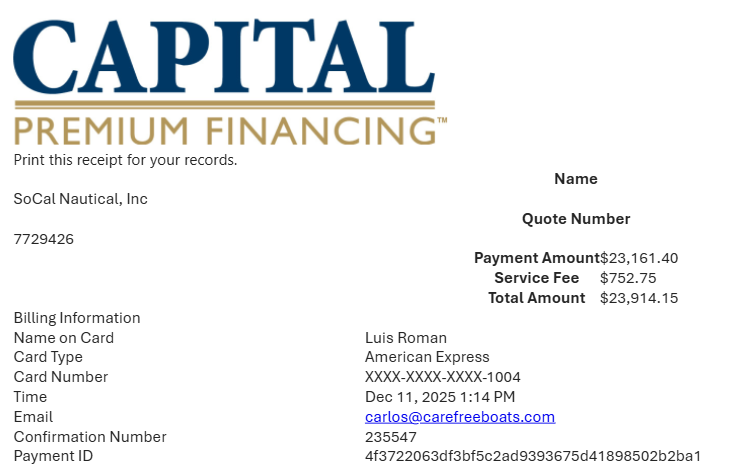 CAPITAL
PREMIUM FINANCING™
Print this receipt for your records.
Name
SoCal Nautical, Inc
Quote Number
7729426
Payment Amount$23,161.40
Service Fee $752.75
Total Amount $23,914.15
Billing Information
Name on Card Luis Roman
Card Type American Express
Card Number XXXX-XXXX-XXXX-1004
Time Dec 11, 2025 1:14 PM
Email carlos@carefreeboats.com
Confirmation Number 235547
Payment ID 4f3722063df3bf5c2ad9393675d41898502b2ba1